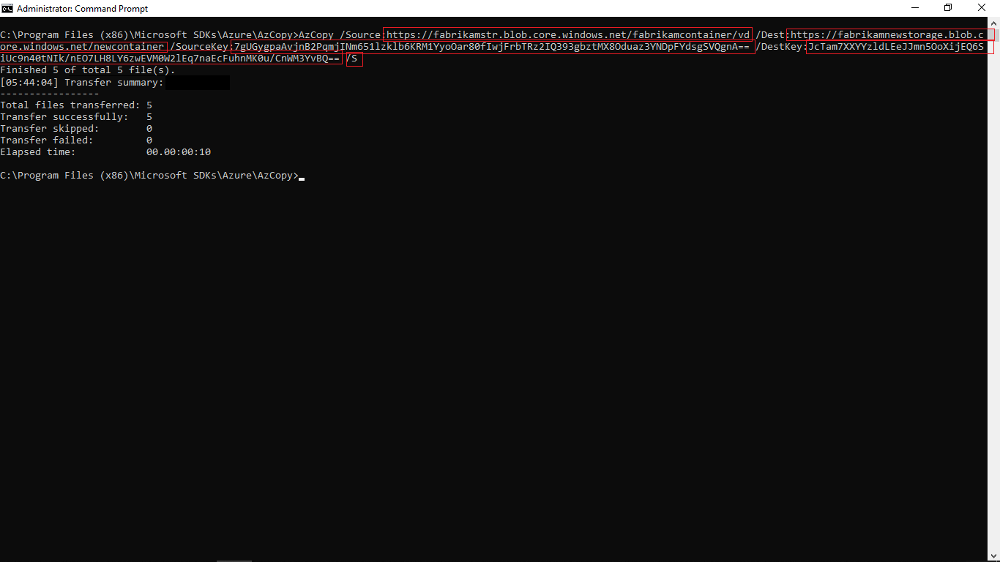 Administrator: Command Prompt
C:\Program Files (x86)\Microsoft SDKs\Azure\AzCopy>AzCopy /Source:https://fabrikamstr.blob.core.windows.net/fabrikamcontainer/vd /Dest:https://fabrikamnewstorage.blob.c
ore.windows.net/newcontainer /SourceKey:7gUGygpaAvjnB2PqmjINm651lzklb6KRM1YyoOar80fIwjFrbTRz2IQ393gbztMX8Oduaz3YNDpFYdsgSVQgnA== /DestKey:JcTam7XXYYzldLEeJJmn5OoXijEQ6S
iUc9n40tNIk/nEO7LH8LY6zwEVM0W2lEq7naEcFuhnMK0u/CnWM3YvBQ== /S
Finished 5 of total 5 file(s).
[05:44:04] Transfer summary:
-----------------
Total files transferred: 5
Transfer successfully:   5
Transfer skipped:        0
Transfer failed:         0
Elapsed time:            00.00:00:10
C:\Program Files (x86)\Microsoft SDKs\Azure\AzCopy>